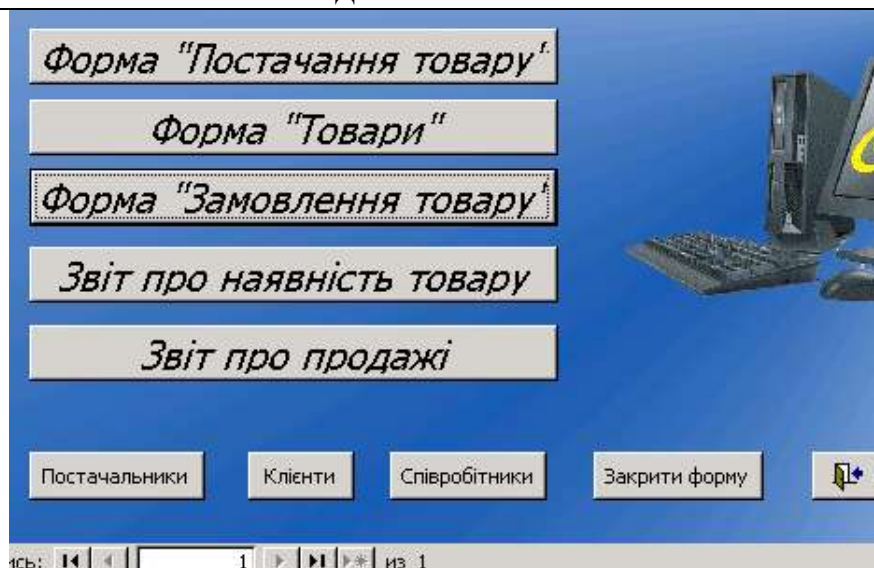 Форма "Постачання товару"
Форма "Товари"
Форма "Замовлення товару"
Звіт про наявність товару
Звіт про продажі
Постачальники Клієнти Співробітники Закрити форму
1 из 1